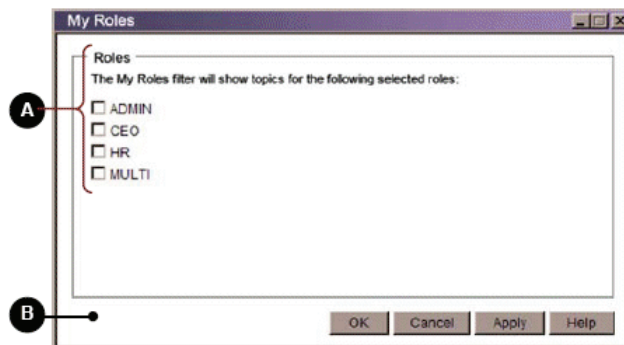 My Roles
Roles
The My Roles filter will show topics for the following selected roles:
A
ADMIN
CEO
HR
MULTI
B
OK Cancel Apply Help